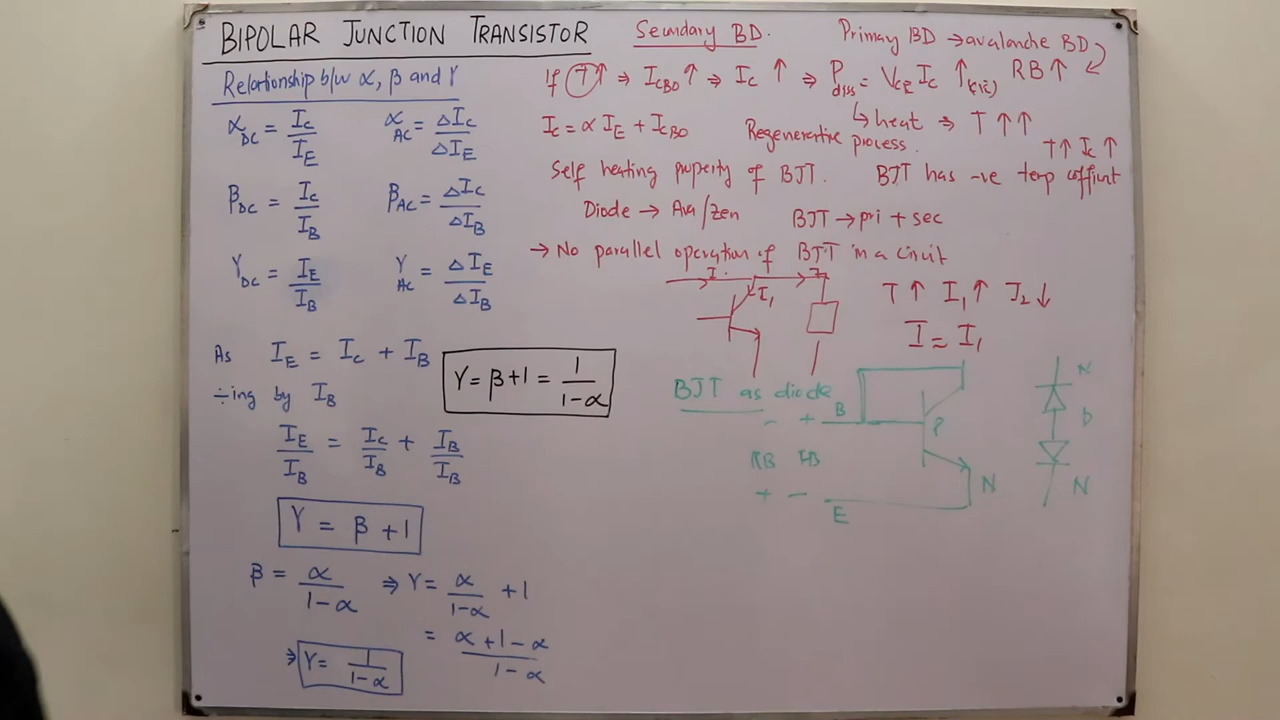 BIPOLAR JUNCTION TRANSISTOR
Relationship b/w α, β and γ
α_DC = I_C / I_E    α_AC = ΔI_C / ΔI_E
β_DC = I_C / I_B    β_AC = ΔI_C / ΔI_B
γ_DC = I_E / I_B    γ_AC = ΔI_E / ΔI_B
As I_E = I_C + I_B
÷ing by I_B
I_E / I_B = I_C / I_B + I_B / I_B
γ = β + 1
β = α / 1-α ⇒ γ = α / 1-α + 1
= α + 1 - α / 1 - α
⇒ γ = 1 / 1-α
γ = β + 1 = 1 / 1-α
Secondary BD.    Primary BD → avalanche BD
If T↑ ⇒ I_CBO ↑ ⇒ I_C ↑ ⇒ P_diss = V_CE I_C ↑    RB ↑
↳ heat ⇒ T ↑↑
I_C = α I_E + I_CBO    Regenerative process.
T↑ I_C ↑
Self heating property of BJT.    BJT has -ve temp
Diode → Ava/Zen    BJT → pri + sec
→ No parallel operation of BJT in a circuit
I    I_1
T ↑ I_1 ↑ I_2 ↓
I ≈ I_1
BJT as diode
B    P    N
- +
RB FB
+ -
E    N
N